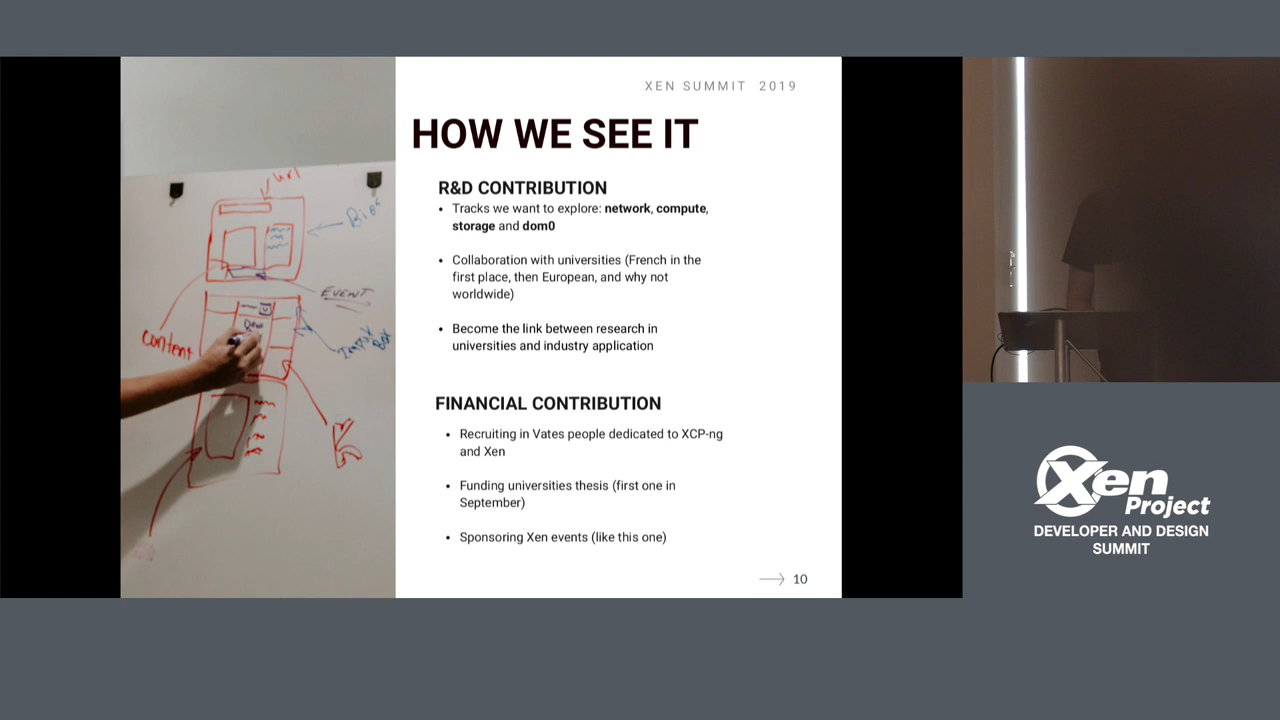 XEN SUMMIT 2019
HOW WE SEE IT
R&D CONTRIBUTION
• Tracks we want to explore: network, compute,
storage and dom0
• Collaboration with universities (French in the
first place, then European, and why not
worldwide)
• Become the link between research in
universities and industry application
FINANCIAL CONTRIBUTION
• Recruiting in Vates people dedicated to XCP-ng
and Xen
• Funding universities thesis (first one in
September)
• Sponsoring Xen events (like this one)
10
url
EVENT
content
Xen
Project
DEVELOPER AND DESIGN
SUMMIT